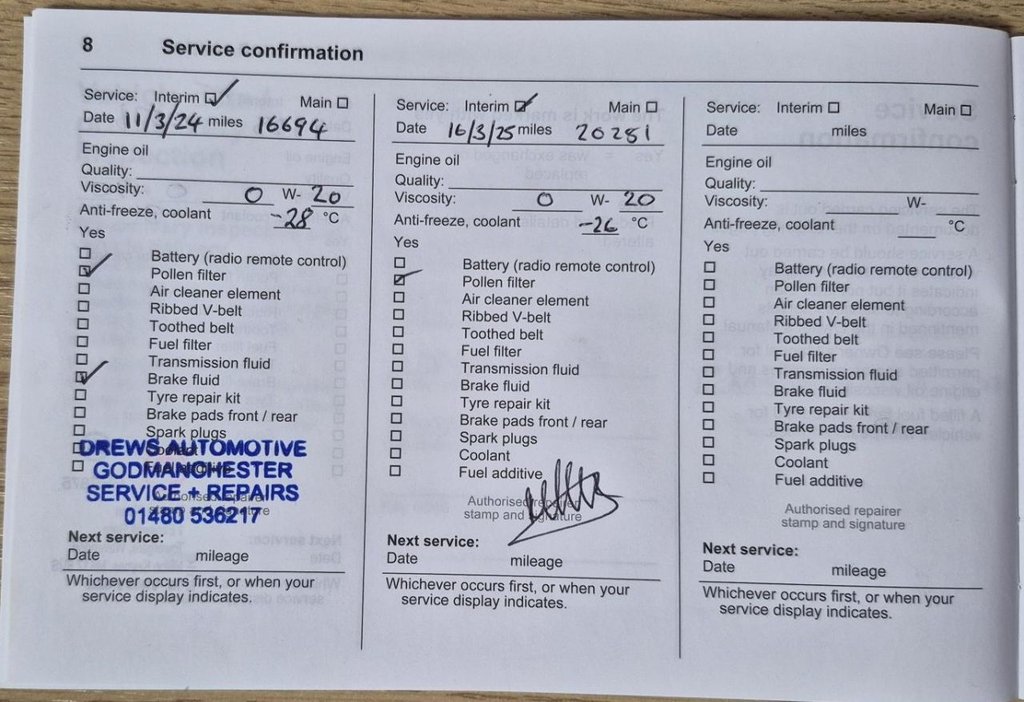 8 Service confirmation
Service: Interim Main
Date 11/3/24 miles 16694
Engine oil
Quality:
Viscosity: 0 W- 20
Anti-freeze, coolant -28 °C
Yes
Battery (radio remote control)
Pollen filter
Air cleaner element
Ribbed V-belt
Toothed belt
Fuel filter
Transmission fluid
Brake fluid
Tyre repair kit
Brake pads front / rear
Spark plugs
Coolant
DREWS AUTOMOTIVE
GODMANCHESTER
SERVICE + REPAIRS
01480 536217
Authorised repairer
stamp and signature
Next service:
Date mileage
Whichever occurs first, or when your
service display indicates.
Service: Interim Main
Date 16/3/25 miles 20251
Engine oil
Quality:
Viscosity: 0 W- 20
Anti-freeze, coolant -26 °C
Yes
Battery (radio remote control)
Pollen filter
Air cleaner element
Ribbed V-belt
Toothed belt
Fuel filter
Transmission fluid
Brake fluid
Tyre repair kit
Brake pads front / rear
Spark plugs
Coolant
Fuel additive
Authorised repairer
stamp and signature
Next service:
Date mileage
Whichever occurs first, or when your
service display indicates.
Service: Interim Main
Date miles
Engine oil
Quality:
Viscosity: W-
Anti-freeze, coolant °C
Yes
Battery (radio remote control)
Pollen filter
Air cleaner element
Ribbed V-belt
Toothed belt
Fuel filter
Transmission fluid
Brake fluid
Tyre repair kit
Brake pads front / rear
Spark plugs
Coolant
Fuel additive
Authorised repairer
stamp and signature
Next service:
Date mileage
Whichever occurs first, or when your
service display indicates.